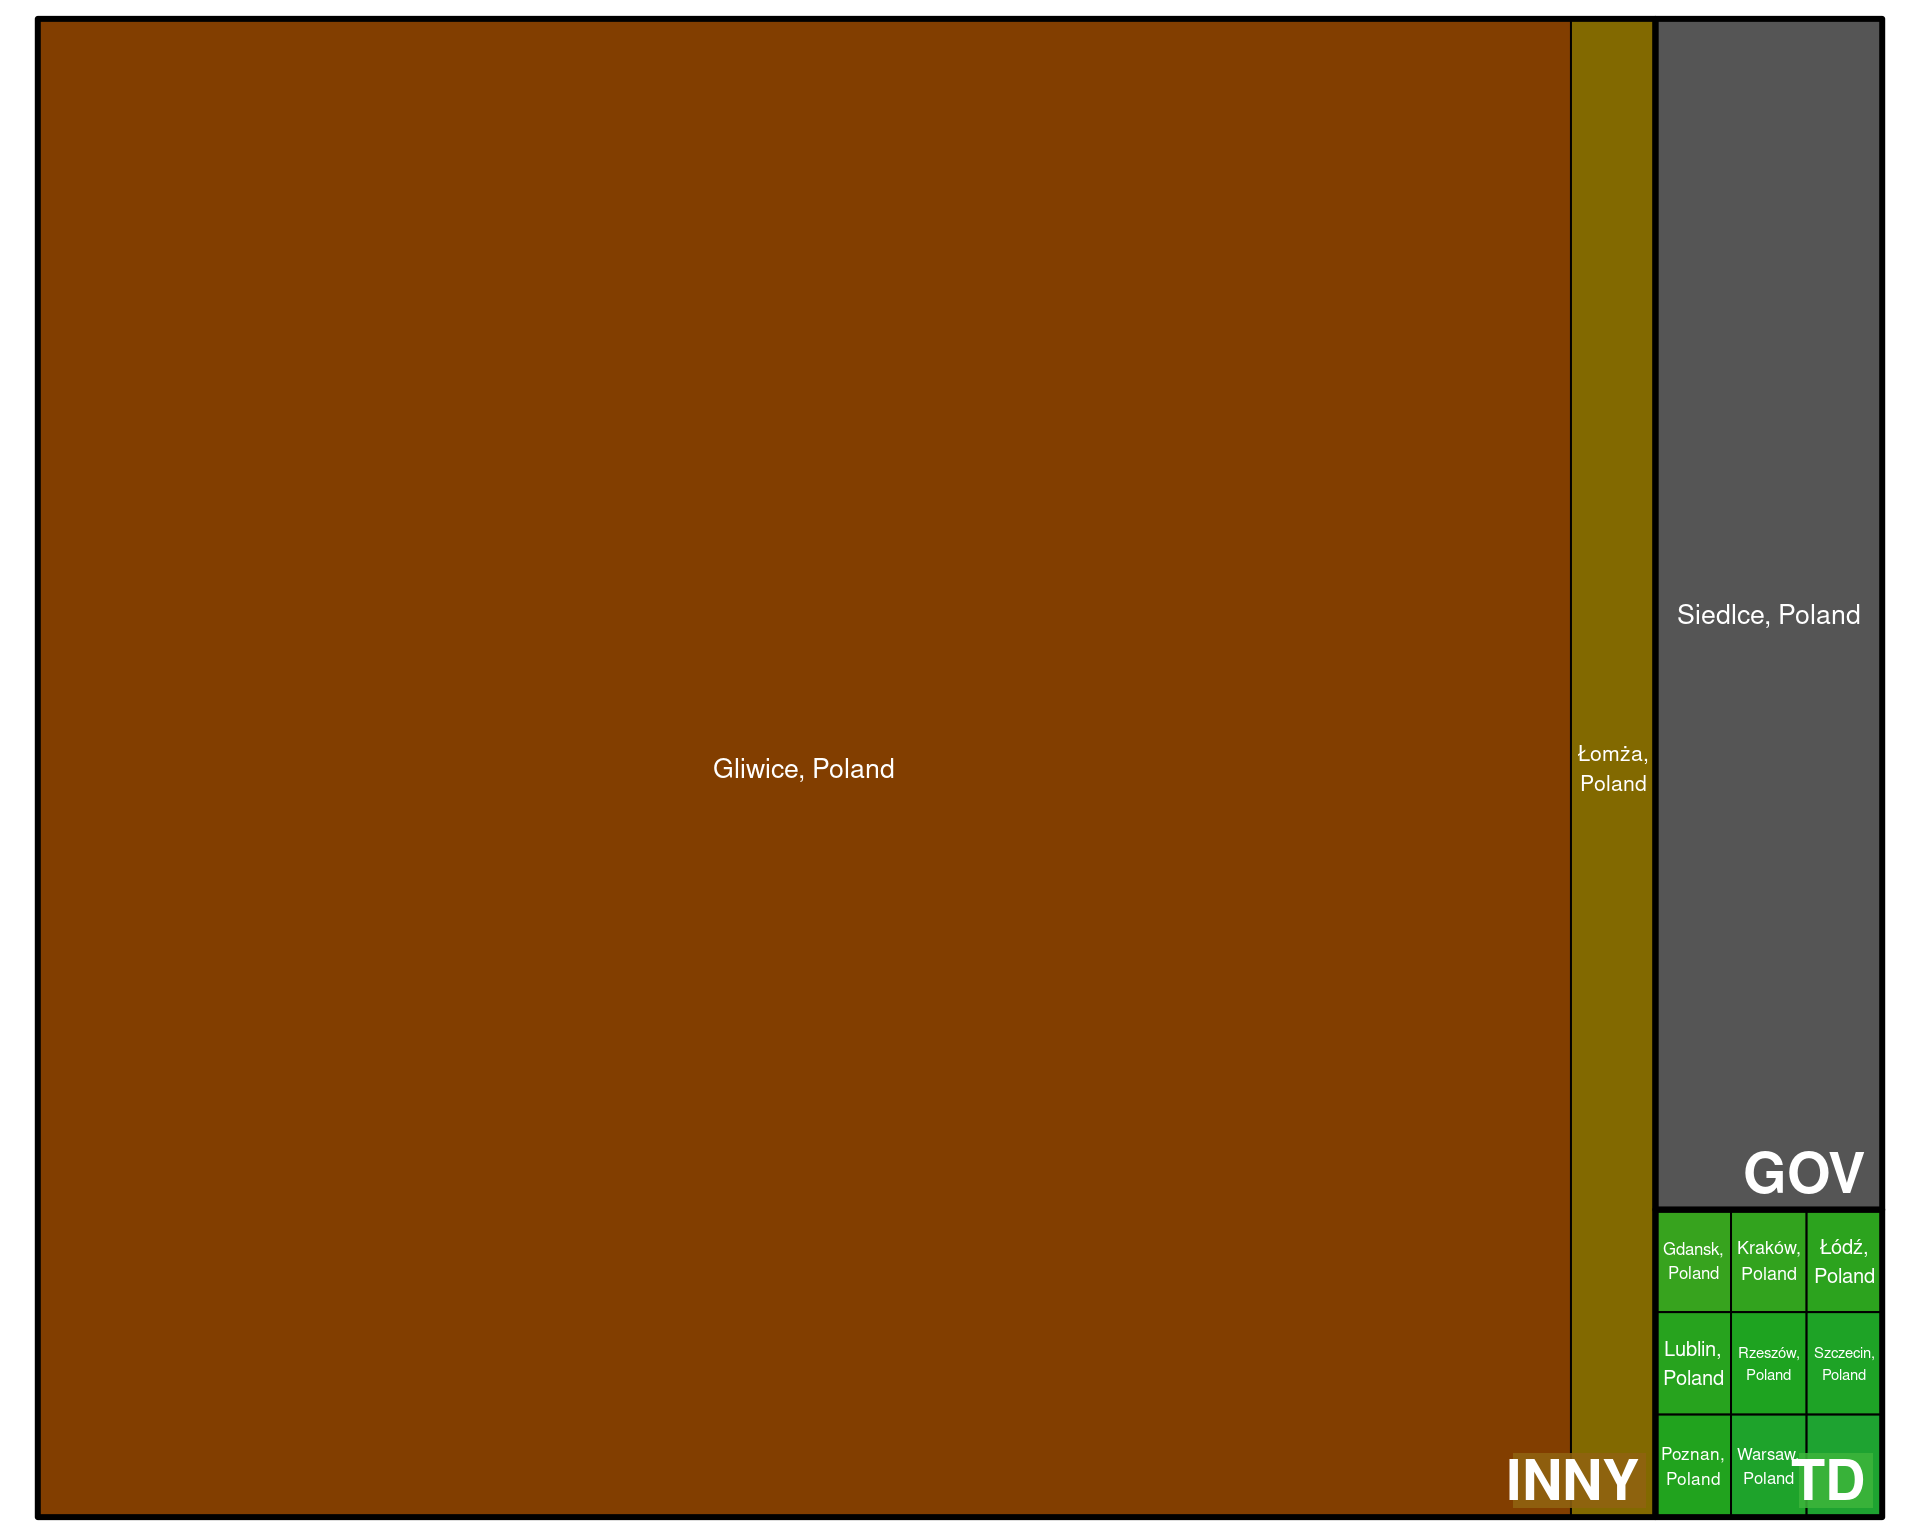 Gliwice, Poland
Łomża,
Poland
INNY
Siedlce, Poland
GOV
Gdansk,
Poland
Kraków,
Poland
Łódź,
Poland
Lublin,
Poland
Rzeszów,
Poland
Szczecin,
Poland
Poznan,
Poland
Warsaw,
Poland
TD